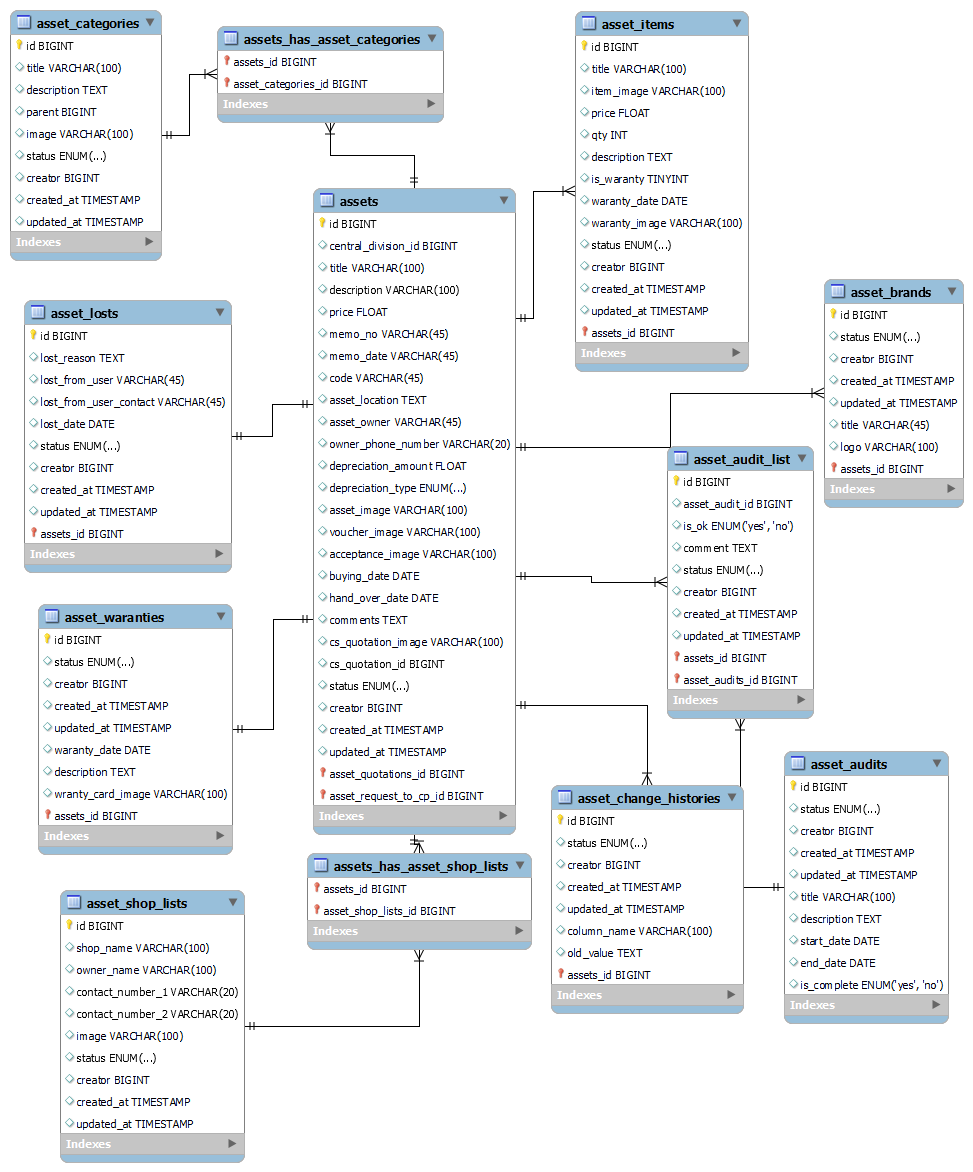 asset_categories
id BIGINT
title VARCHAR(100)
description TEXT
parent BIGINT
image VARCHAR(100)
status ENUM(...)
creator BIGINT
created_at TIMESTAMP
updated_at TIMESTAMP
Indexes
assets_has_asset_categories
assets_id BIGINT
asset_categories_id BIGINT
Indexes
asset_items
id BIGINT
title VARCHAR(100)
item_image VARCHAR(100)
price FLOAT
qty INT
description TEXT
is_waranty TINYINT
waranty_date DATE
waranty_image VARCHAR(100)
status ENUM(...)
creator BIGINT
created_at TIMESTAMP
updated_at TIMESTAMP
assets_id BIGINT
Indexes
assets
id BIGINT
central_division_id BIGINT
title VARCHAR(100)
description VARCHAR(100)
price FLOAT
memo_no VARCHAR(45)
memo_date VARCHAR(45)
code VARCHAR(45)
asset_location TEXT
asset_owner VARCHAR(45)
owner_phone_number VARCHAR(20)
depreciation_amount FLOAT
depreciation_type ENUM(...)
asset_image VARCHAR(100)
voucher_image VARCHAR(100)
acceptance_image VARCHAR(100)
buying_date DATE
hand_over_date DATE
comments TEXT
cs_quotation_image VARCHAR(100)
cs_quotation_id BIGINT
status ENUM(...)
creator BIGINT
created_at TIMESTAMP
updated_at TIMESTAMP
asset_quotations_id BIGINT
asset_request_to_cp_id BIGINT
Indexes
asset_losts
id BIGINT
lost_reason TEXT
lost_from_user VARCHAR(45)
lost_from_user_contact VARCHAR(45)
lost_date DATE
status ENUM(...)
creator BIGINT
created_at TIMESTAMP
updated_at TIMESTAMP
assets_id BIGINT
Indexes
asset_brands
id BIGINT
status ENUM(...)
creator BIGINT
created_at TIMESTAMP
updated_at TIMESTAMP
title VARCHAR(45)
logo VARCHAR(100)
assets_id BIGINT
Indexes
asset_audit_list
id BIGINT
asset_audit_id BIGINT
is_ok ENUM('yes', 'no')
comment TEXT
status ENUM(...)
creator BIGINT
created_at TIMESTAMP
updated_at TIMESTAMP
assets_id BIGINT
asset_audits_id BIGINT
Indexes
asset_waranties
id BIGINT
status ENUM(...)
creator BIGINT
created_at TIMESTAMP
updated_at TIMESTAMP
waranty_date DATE
description TEXT
wranty_card_image VARCHAR(100)
assets_id BIGINT
Indexes
asset_audits
id BIGINT
status ENUM(...)
creator BIGINT
created_at TIMESTAMP
updated_at TIMESTAMP
title VARCHAR(100)
description TEXT
start_date DATE
end_date DATE
is_complete ENUM('yes', 'no')
Indexes
asset_change_histories
id BIGINT
status ENUM(...)
creator BIGINT
created_at TIMESTAMP
updated_at TIMESTAMP
column_name VARCHAR(100)
old_value TEXT
assets_id BIGINT
Indexes
assets_has_asset_shop_lists
assets_id BIGINT
asset_shop_lists_id BIGINT
Indexes
asset_shop_lists
id BIGINT
shop_name VARCHAR(100)
owner_name VARCHAR(100)
contact_number_1 VARCHAR(20)
contact_number_2 VARCHAR(20)
image VARCHAR(100)
status ENUM(...)
creator BIGINT
created_at TIMESTAMP
updated_at TIMESTAMP
Indexes